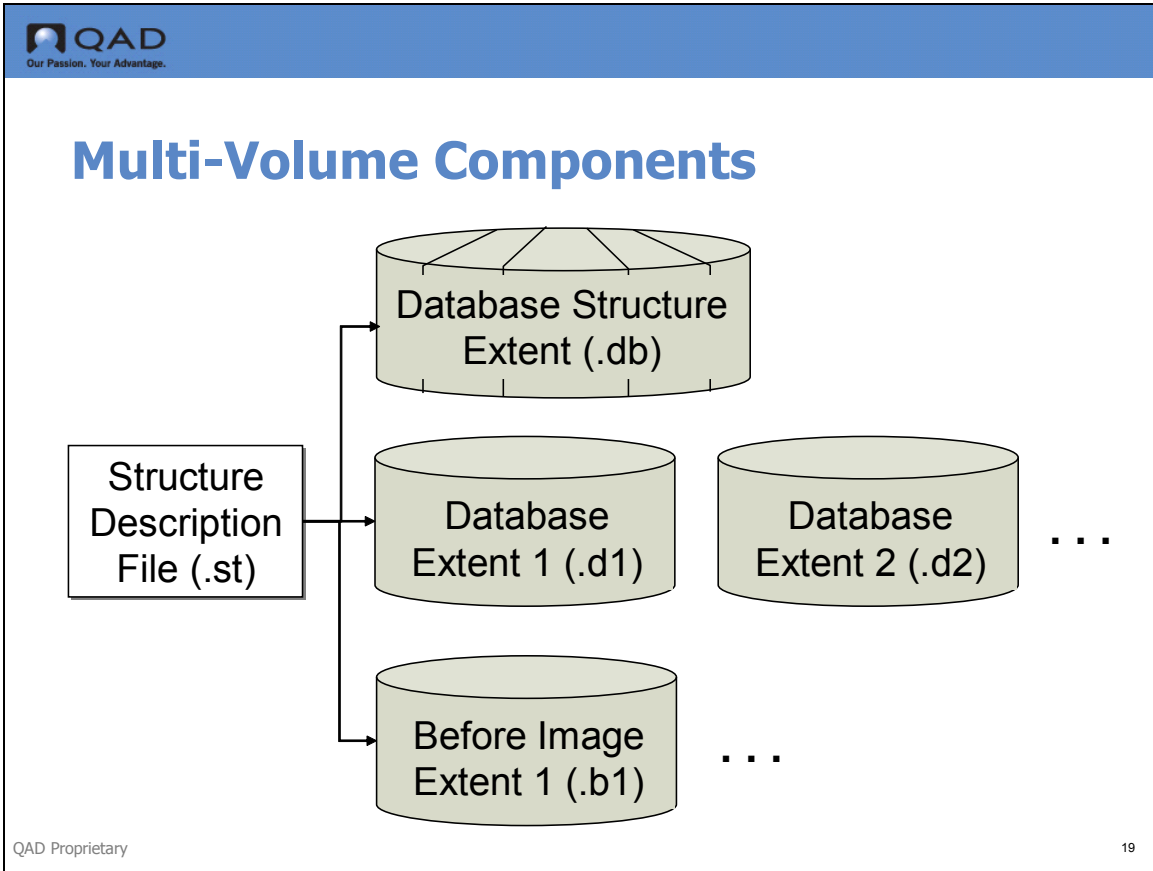 QAD
Our Passion. Your Advantage.
Multi-Volume Components
Database Structure
Extent (.db)
Structure
Description
File (.st)
Database
Extent 1 (.d1)
Database
Extent 2 (.d2)
. . .
Before Image
Extent 1 (.b1)
. . .
QAD Proprietary
19